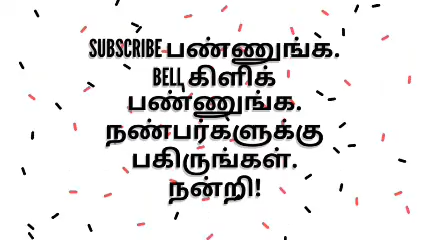 SUBSCRIBE பண்ணுங்க.
BELL கிளிக்
பண்ணுங்க.
நண்பர்களுக்கு
பகிருங்கள்.
நன்றி!